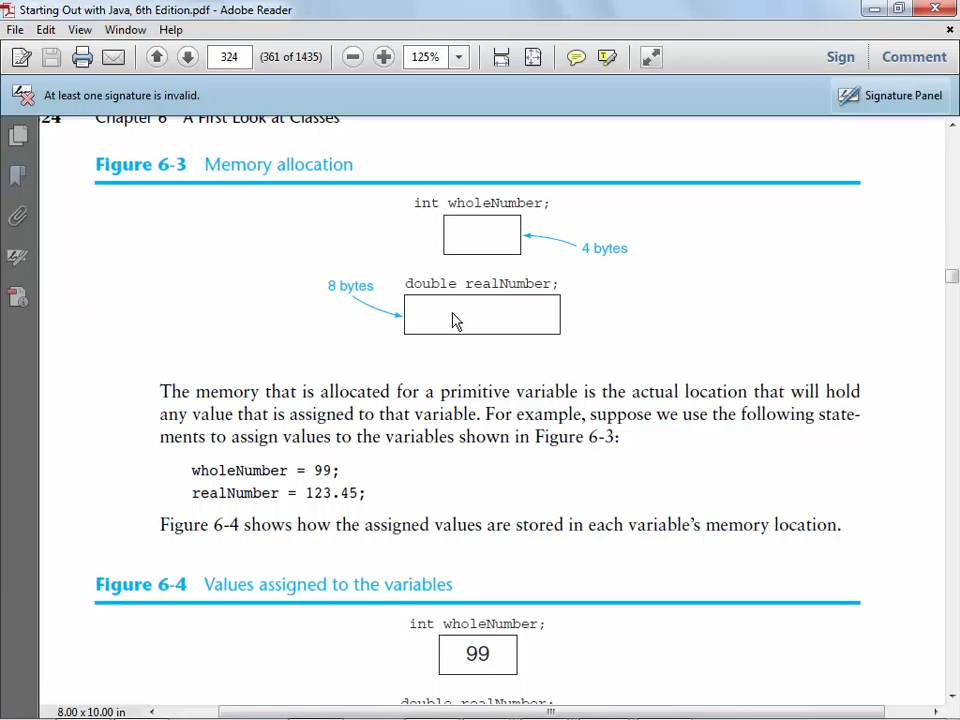 Starting Out with Java, 6th Edition.pdf - Adobe Reader
File Edit View Window Help
324 (361 of 1435) 125% Sign Comment
At least one signature is invalid. Signature Panel
24 Chapter 6 A First Look at Classes
Figure 6-3 Memory allocation
int wholeNumber;
4 bytes
double realNumber;
8 bytes
The memory that is allocated for a primitive variable is the actual location that will hold
any value that is assigned to that variable. For example, suppose we use the following state-
ments to assign values to the variables shown in Figure 6-3:
wholeNumber = 99;
realNumber = 123.45;
Figure 6-4 shows how the assigned values are stored in each variable's memory location.
Figure 6-4 Values assigned to the variables
int wholeNumber;
99
double realNumber;
8.00 x 10.00 in